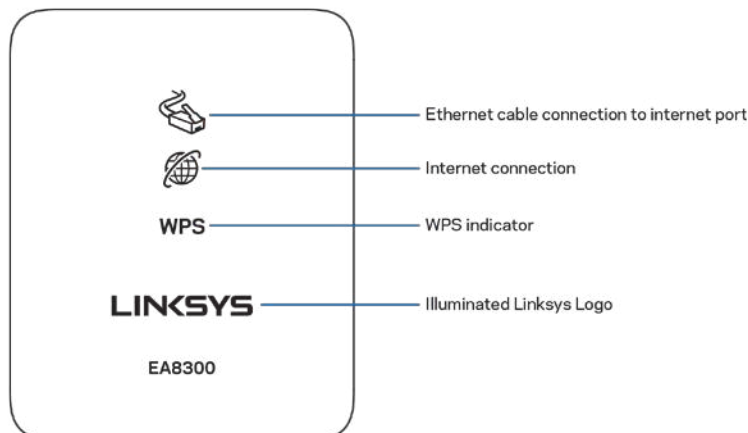 Ethernet cable connection to internet port
Internet connection
WPS
WPS indicator
LINKSYS
Illuminated Linksys Logo
EA8300